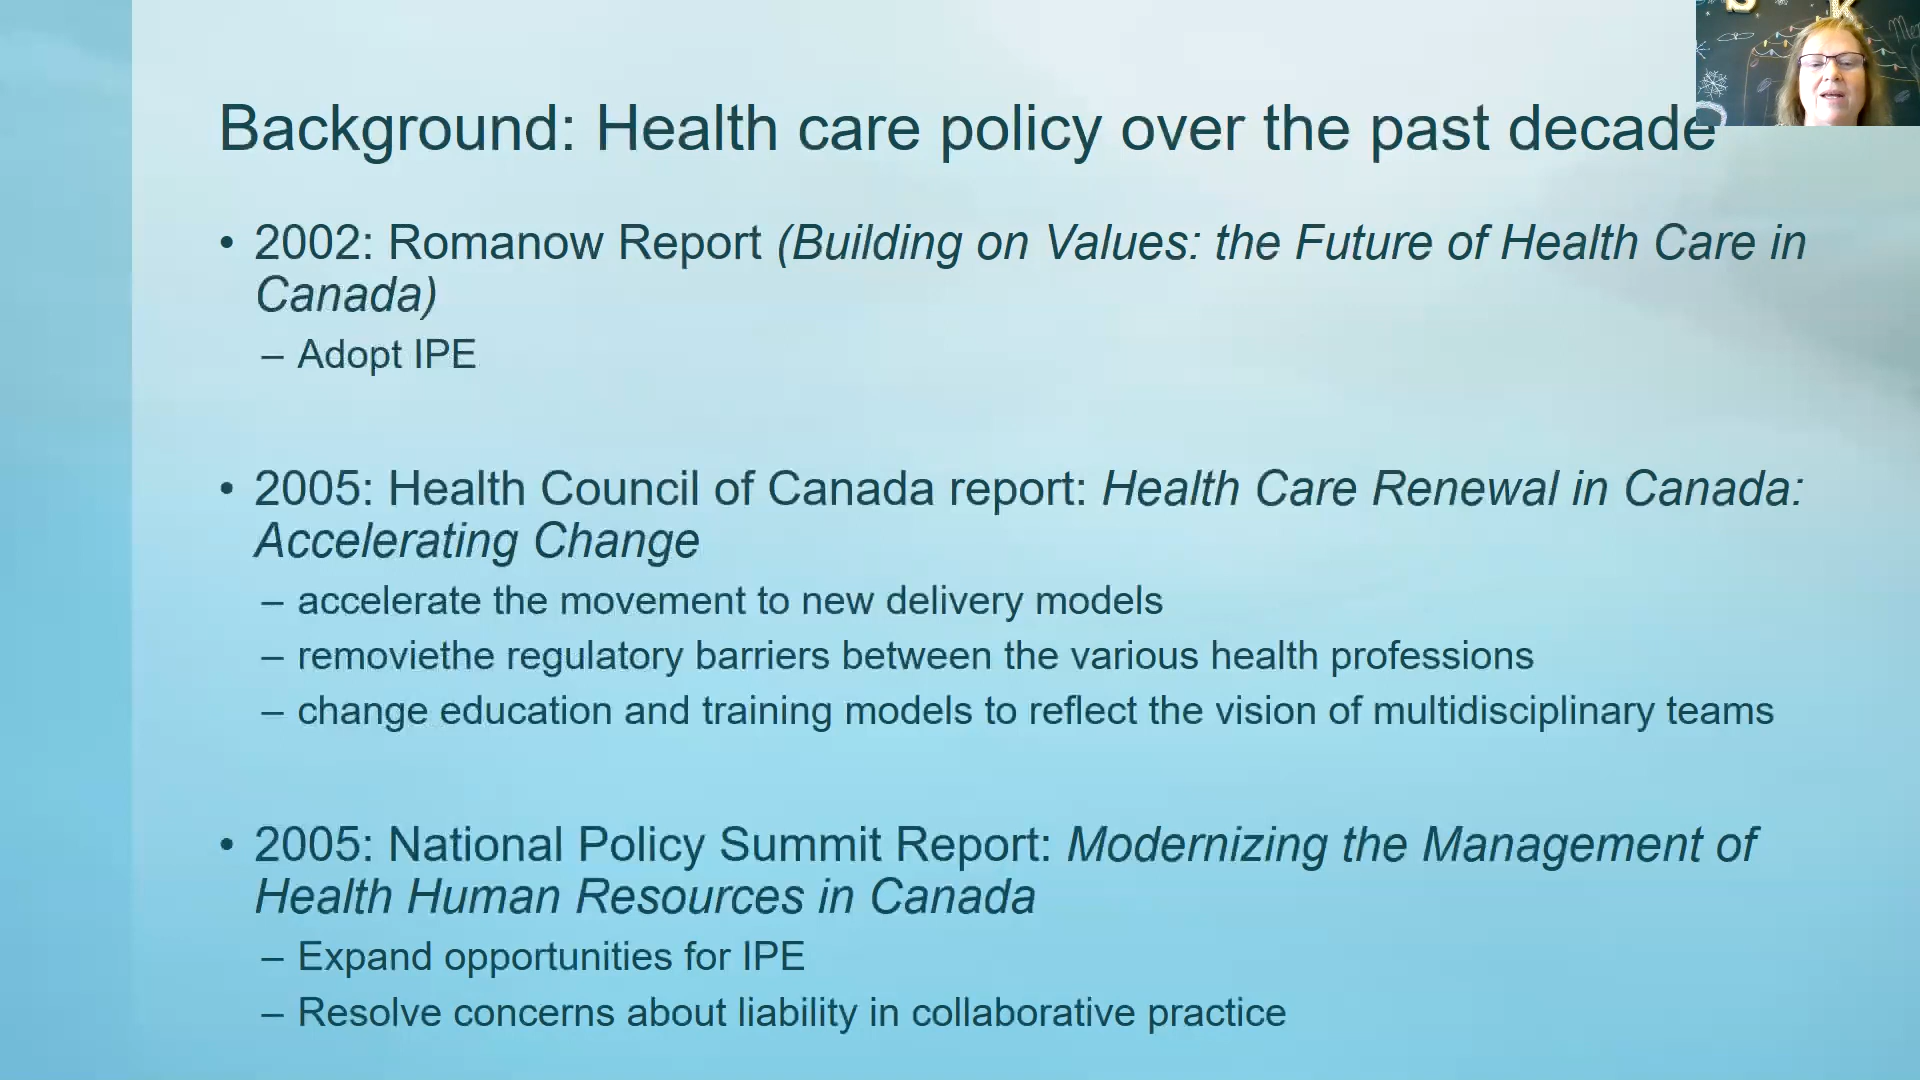 S K
Mer
Background: Health care policy over the past decade
• 2002: Romanow Report (Building on Values: the Future of Health Care in
Canada)
– Adopt IPE
• 2005: Health Council of Canada report: Health Care Renewal in Canada:
Accelerating Change
– accelerate the movement to new delivery models
– removiethe regulatory barriers between the various health professions
– change education and training models to reflect the vision of multidisciplinary teams
• 2005: National Policy Summit Report: Modernizing the Management of
Health Human Resources in Canada
– Expand opportunities for IPE
– Resolve concerns about liability in collaborative practice